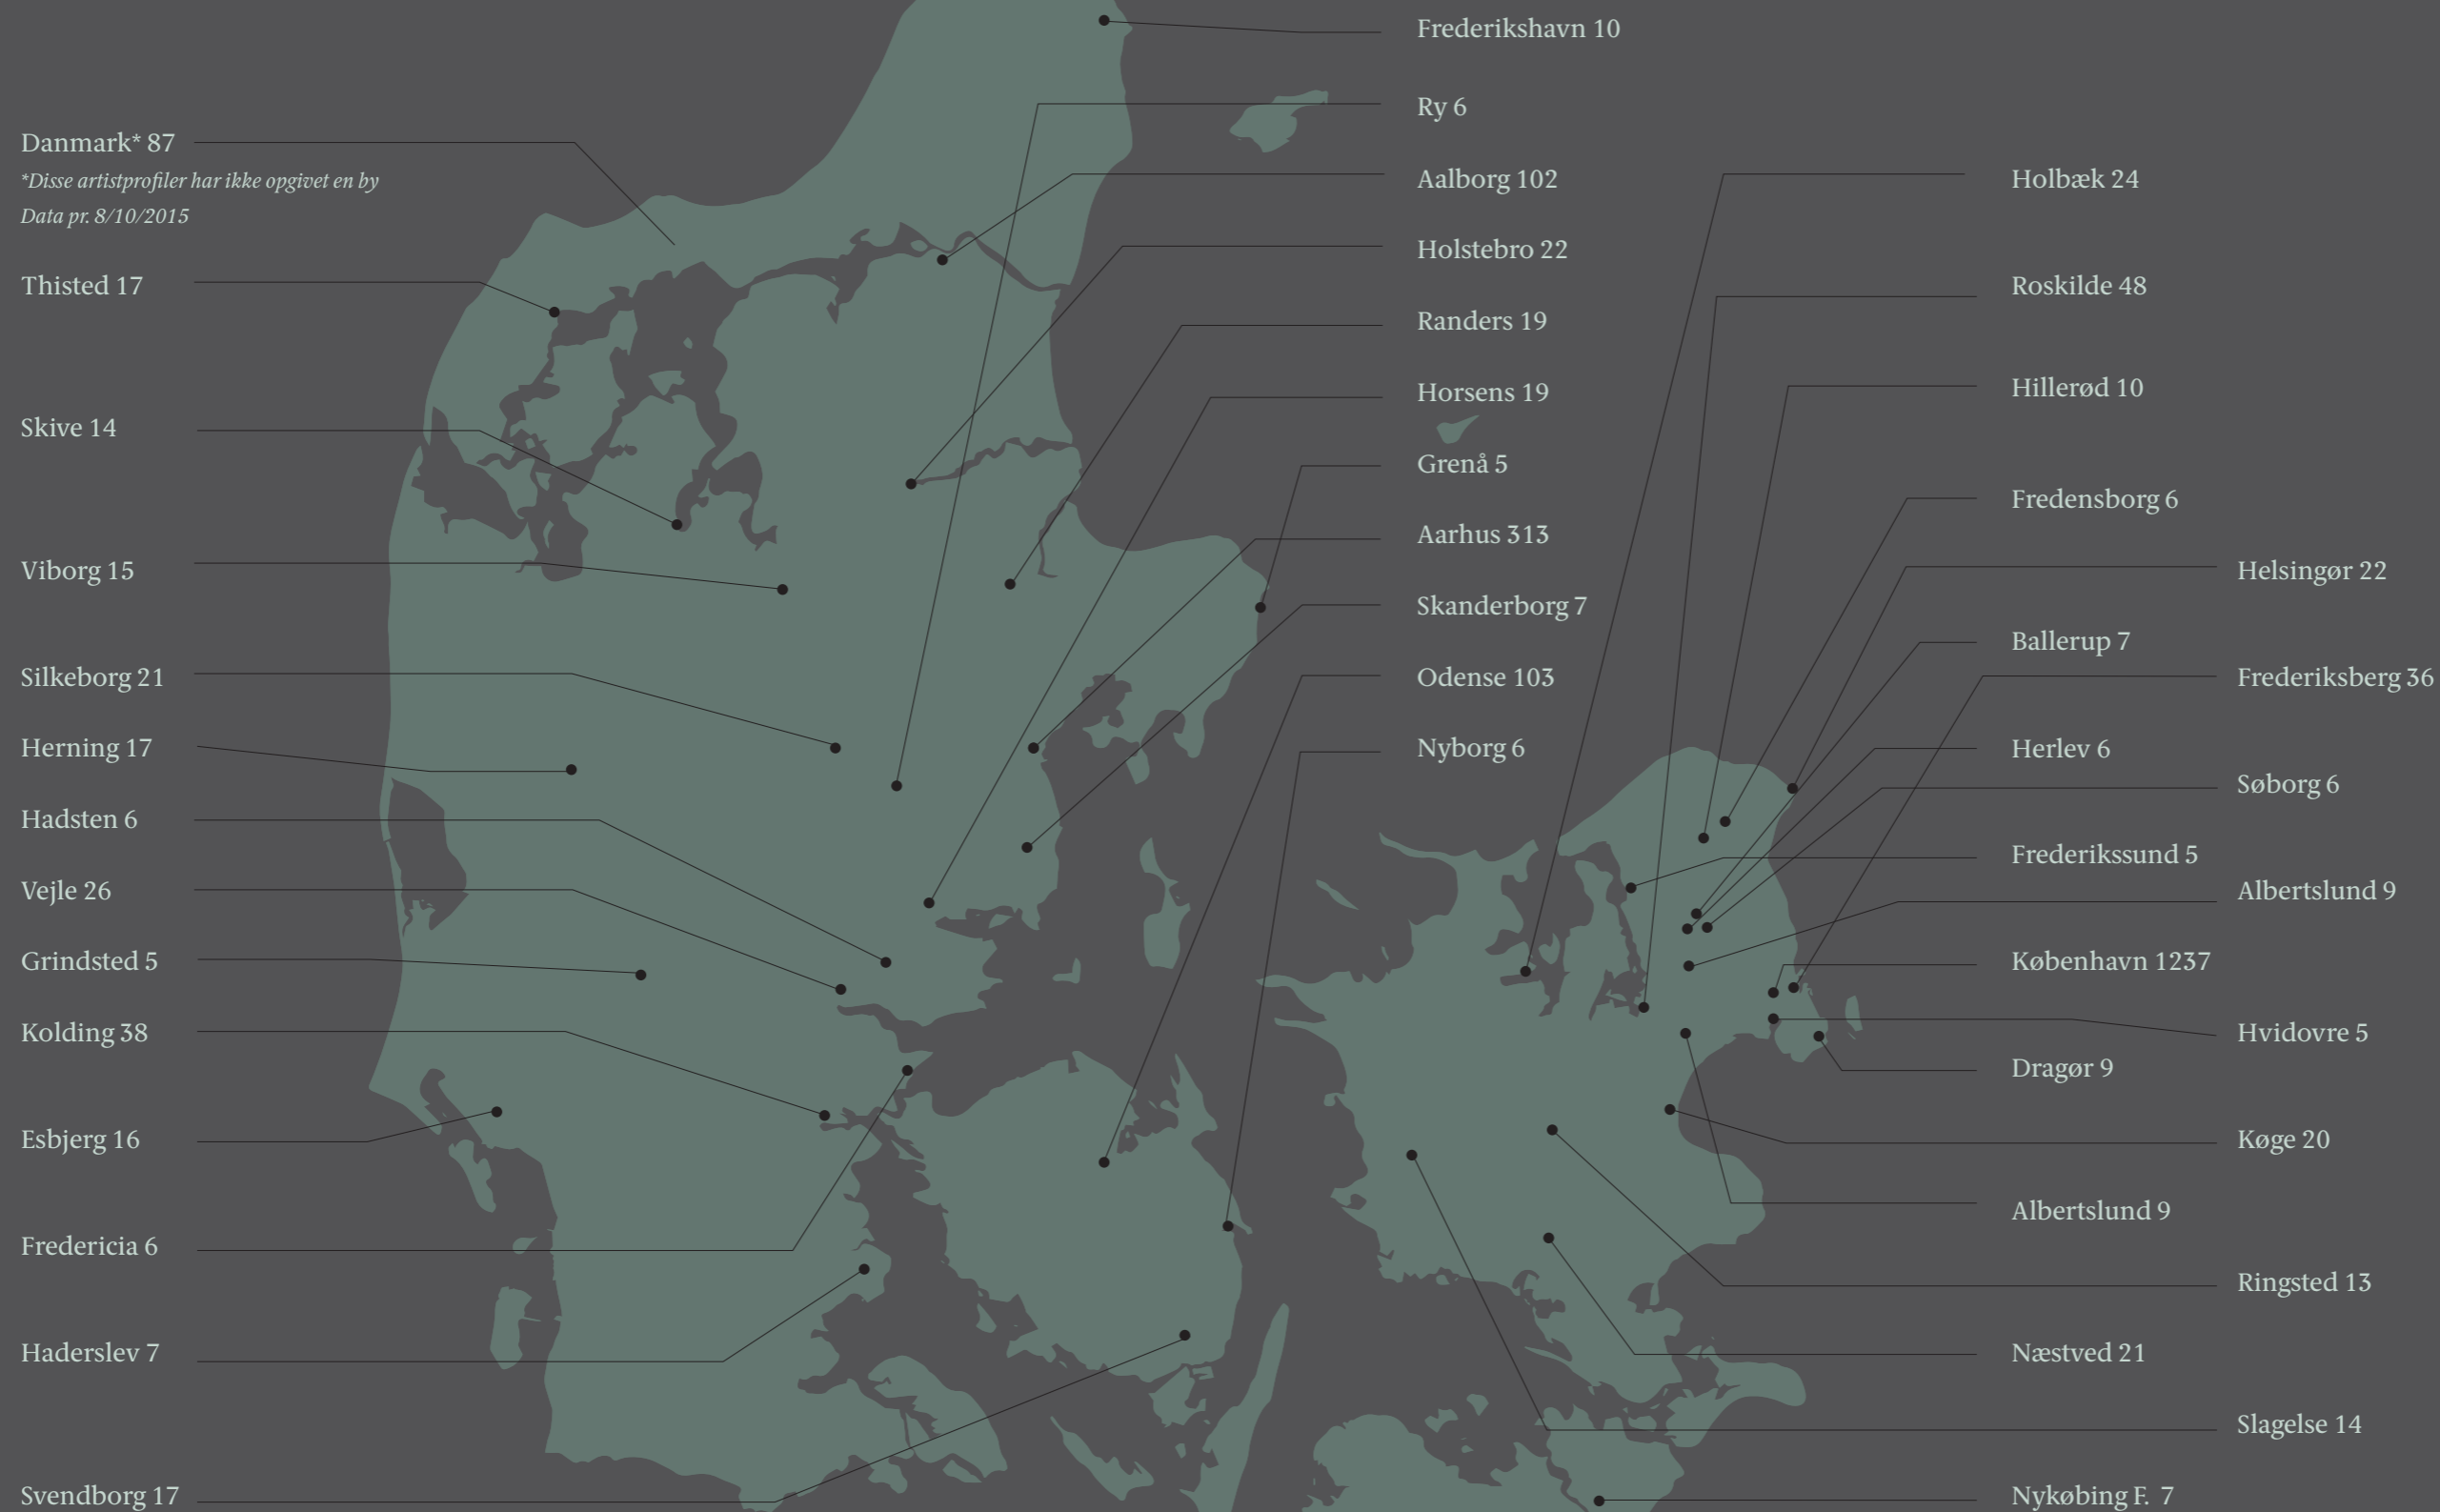 Danmark* 87
*Disse artistprofiler har ikke opgivet en by
Data pr. 8/10/2015
Thisted 17
Skive 14
Viborg 15
Silkeborg 21
Herning 17
Hadsten 6
Vejle 26
Grindsted 5
Kolding 38
Esbjerg 16
Fredericia 6
Haderslev 7
Svendborg 17
Frederikshavn 10
Ry 6
Aalborg 102
Holstebro 22
Randers 19
Horsens 19
Grenå 5
Aarhus 313
Skanderborg 7
Odense 103
Nyborg 6
Holbæk 24
Roskilde 48
Hillerød 10
Fredensborg 6
Helsingør 22
Ballerup 7
Frederiksberg 36
Herlev 6
Søborg 6
Frederikssund 5
Albertslund 9
København 1237
Hvidovre 5
Dragør 9
Køge 20
Albertslund 9
Ringsted 13
Næstved 21
Slagelse 14
Nykøbing F. 7